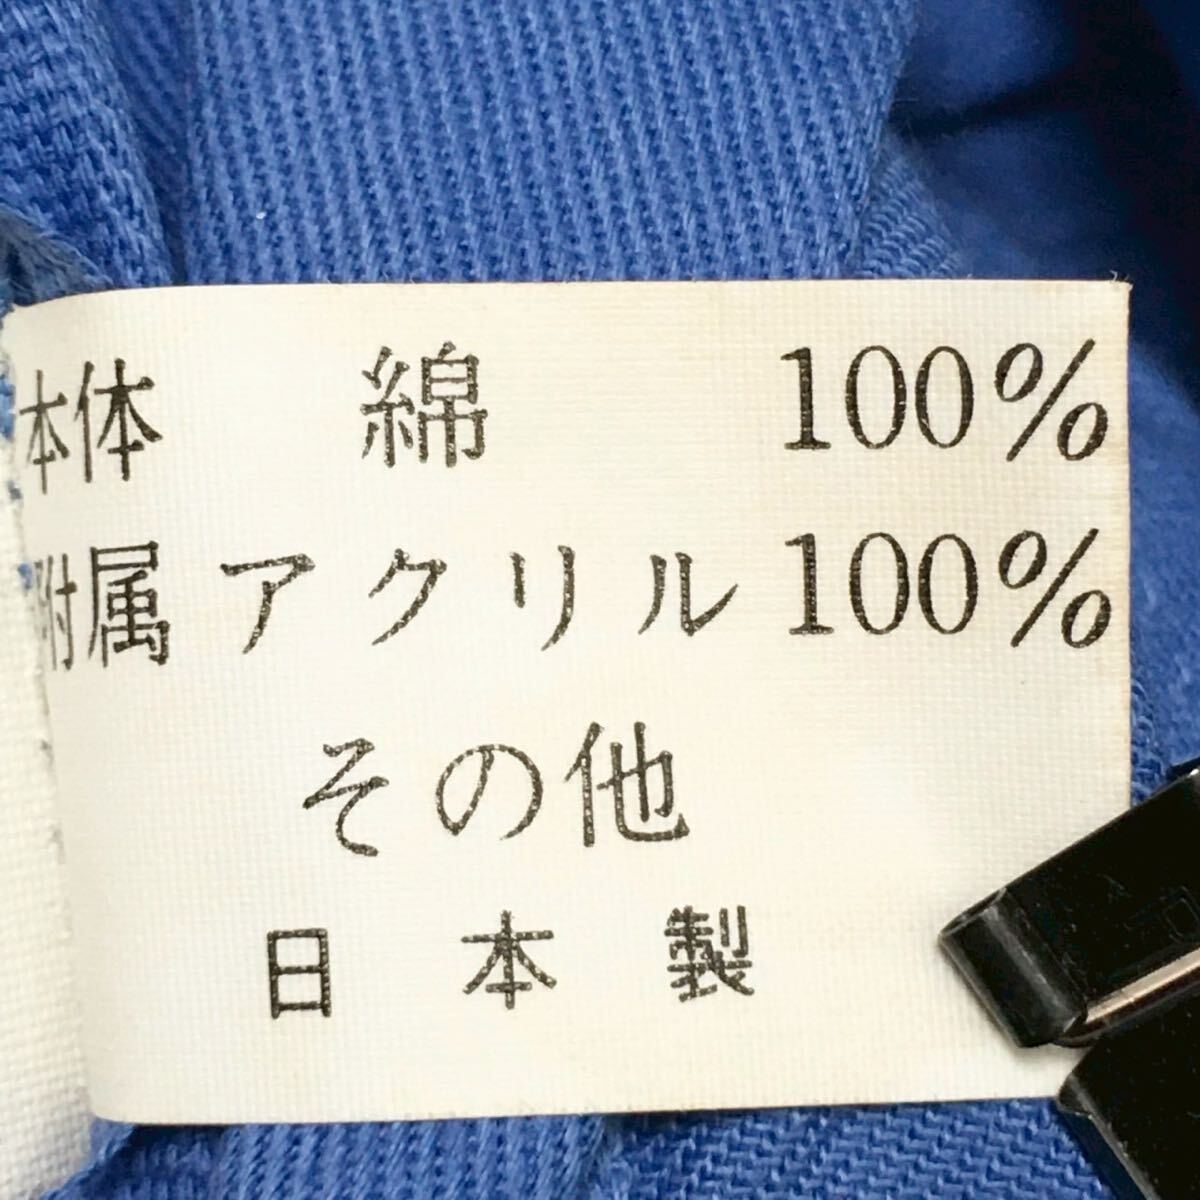 本体 綿 100%
附属 アクリル 100%
その他
日本製